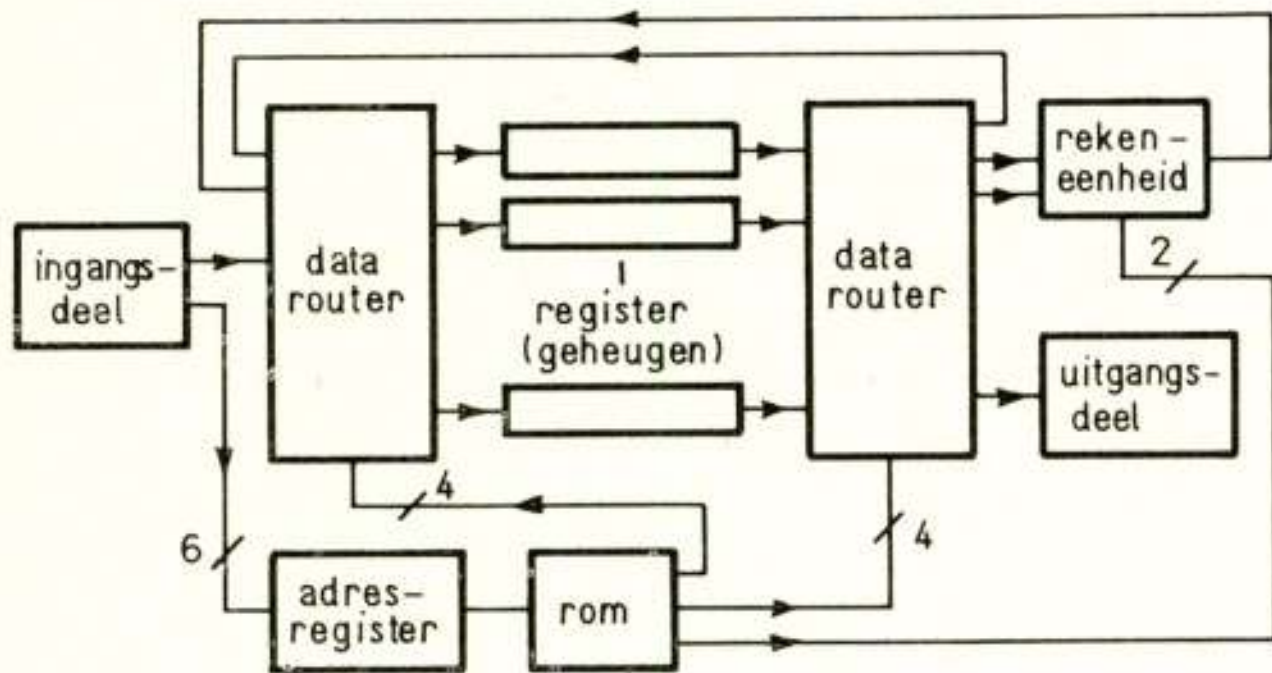 reken-
eenheid
2
ingangs-
deel
data
router
register
(geheugen)
data
router
uitgangs-
deel
4
4
6
adres-
register
rom